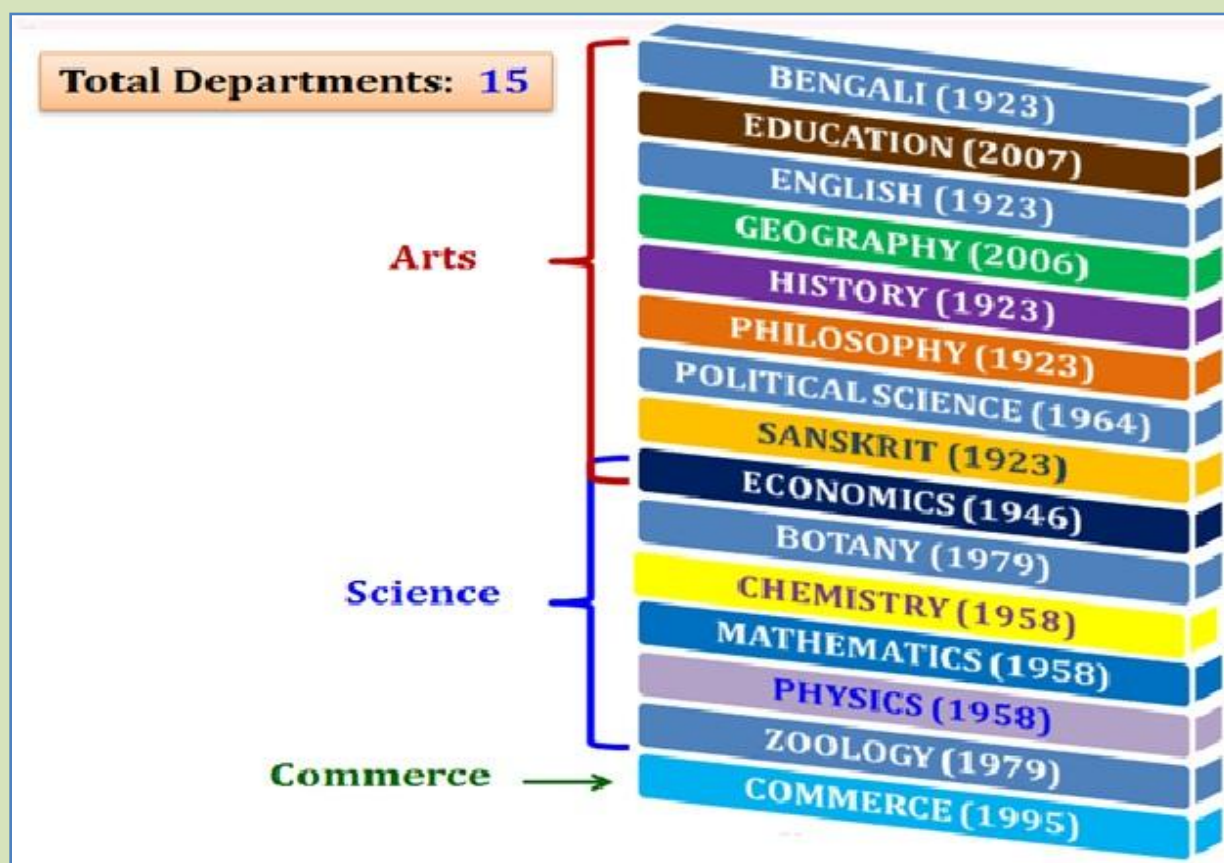 Total Departments: 15
BENGALI (1923)
EDUCATION (2007)
ENGLISH (1923)
GEOGRAPHY (2006)
Arts
HISTORY (1923)
PHILOSOPHY (1923)
POLITICAL SCIENCE (1964)
SANSKRIT (1923)
ECONOMICS (1946)
BOTANY (1979)
Science
CHEMISTRY (1958)
MATHEMATICS (1958)
PHYSICS (1958)
ZOOLOGY (1979)
Commerce
COMMERCE (1995)